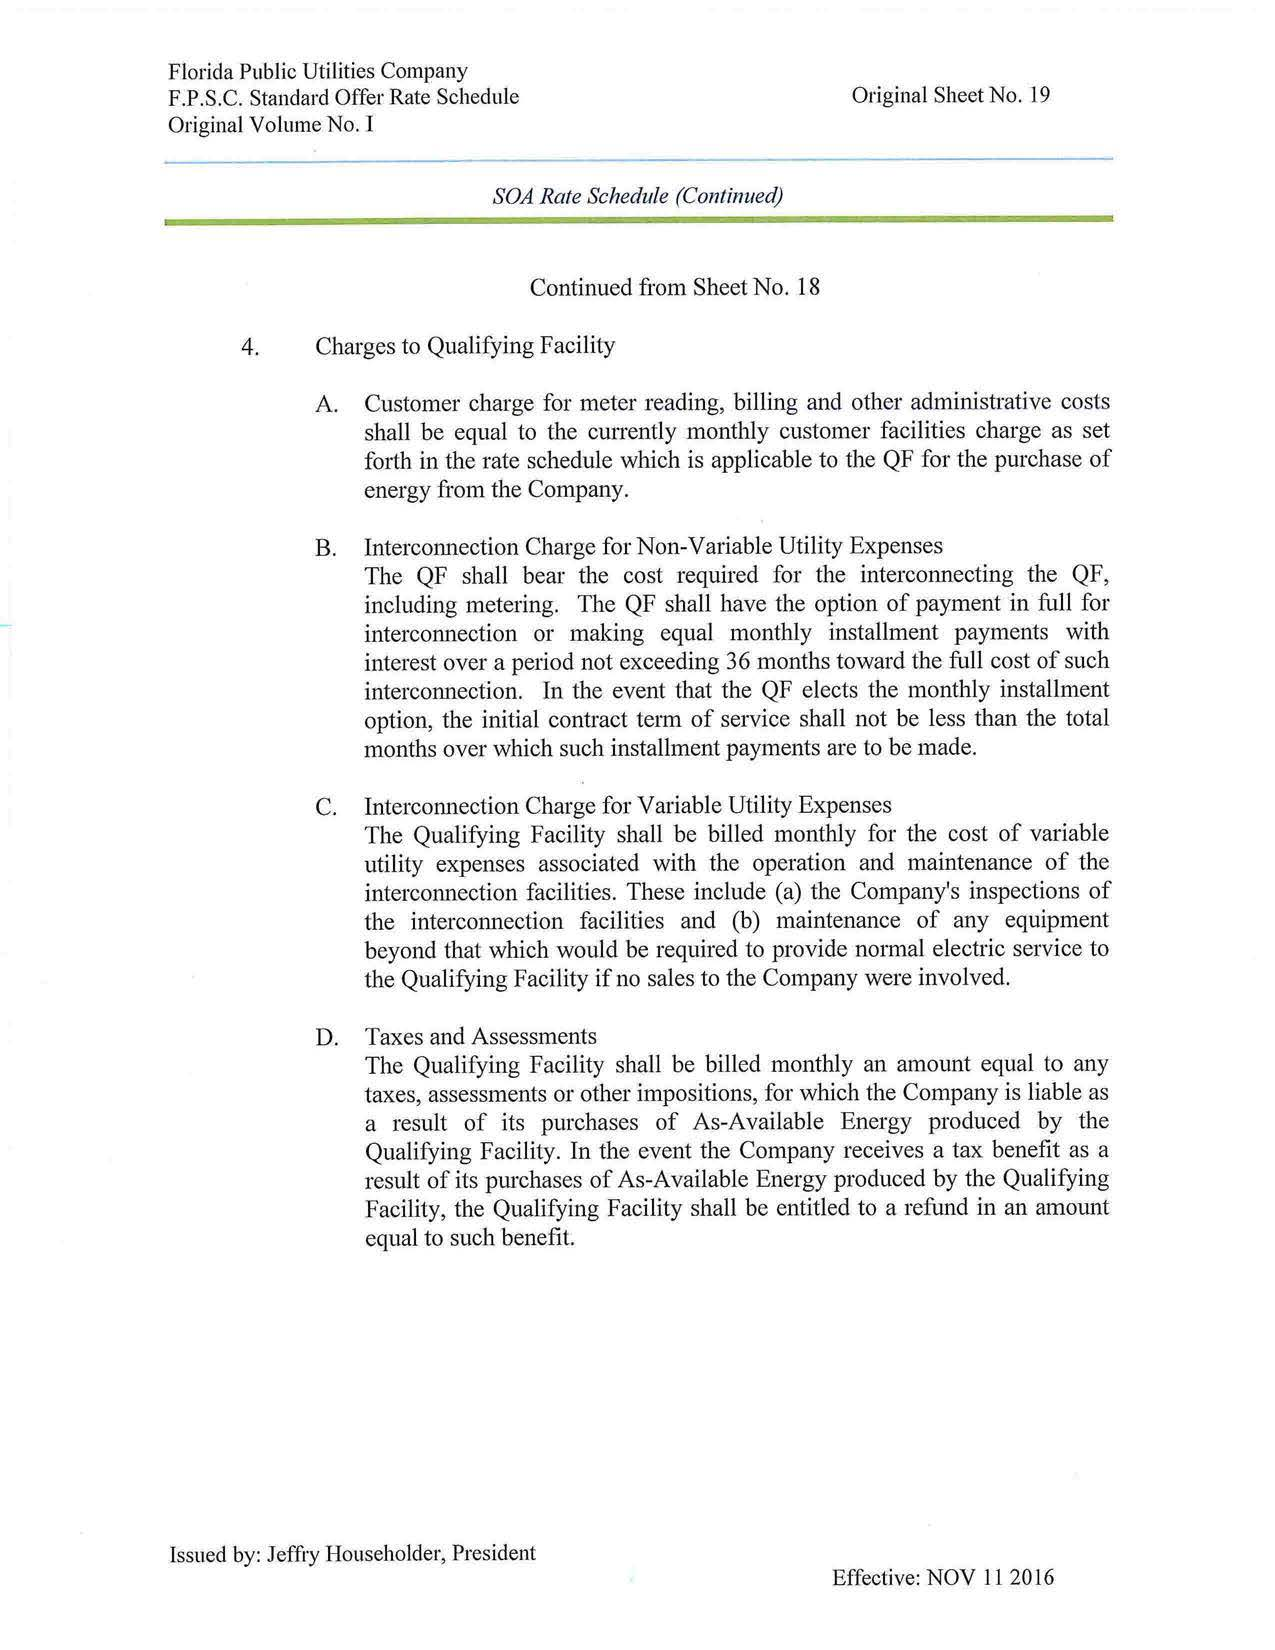 Florida Public Utilities Company
F.P.S.C. Standard Offer Rate Schedule
Original Sheet No. 19
Original Volume No. I
SOA Rate Schedule (Continued)
Continued from Sheet No. 18
4. Charges to Qualifying Facility
A. Customer charge for meter reading, billing and other administrative costs
shall be equal to the currently monthly customer facilities charge as set
forth in the rate schedule which is applicable to the QF for the purchase of
energy from the Company.
B. Interconnection Charge for Non-Variable Utility Expenses
The QF shall bear the cost required for the interconnecting the QF,
including metering. The QF shall have the option of payment in full for
interconnection or making equal monthly installment payments with
interest over a period not exceeding 36 months toward the full cost of such
interconnection. In the event that the QF elects the monthly installment
option, the initial contract term of service shall not be less than the total
months over which such installment payments are to be made.
C. Interconnection Charge for Variable Utility Expenses
The Qualifying Facility shall be billed monthly for the cost of variable
utility expenses associated with the operation and maintenance of the
interconnection facilities. These include (a) the Company's inspections of
the interconnection facilities and (b) maintenance of any equipment
beyond that which would be required to provide normal electric service to
the Qualifying Facility if no sales to the Company were involved.
D. Taxes and Assessments
The Qualifying Facility shall be billed monthly an amount equal to any
taxes, assessments or other impositions, for which the Company is liable as
a result of its purchases of As-Available Energy produced by the
Qualifying Facility. In the event the Company receives a tax benefit as a
result of its purchases of As-Available Energy produced by the Qualifying
Facility, the Qualifying Facility shall be entitled to a refund in an amount
equal to such benefit.
Issued by: Jeffry Householder, President
Effective: NOV 11 2016